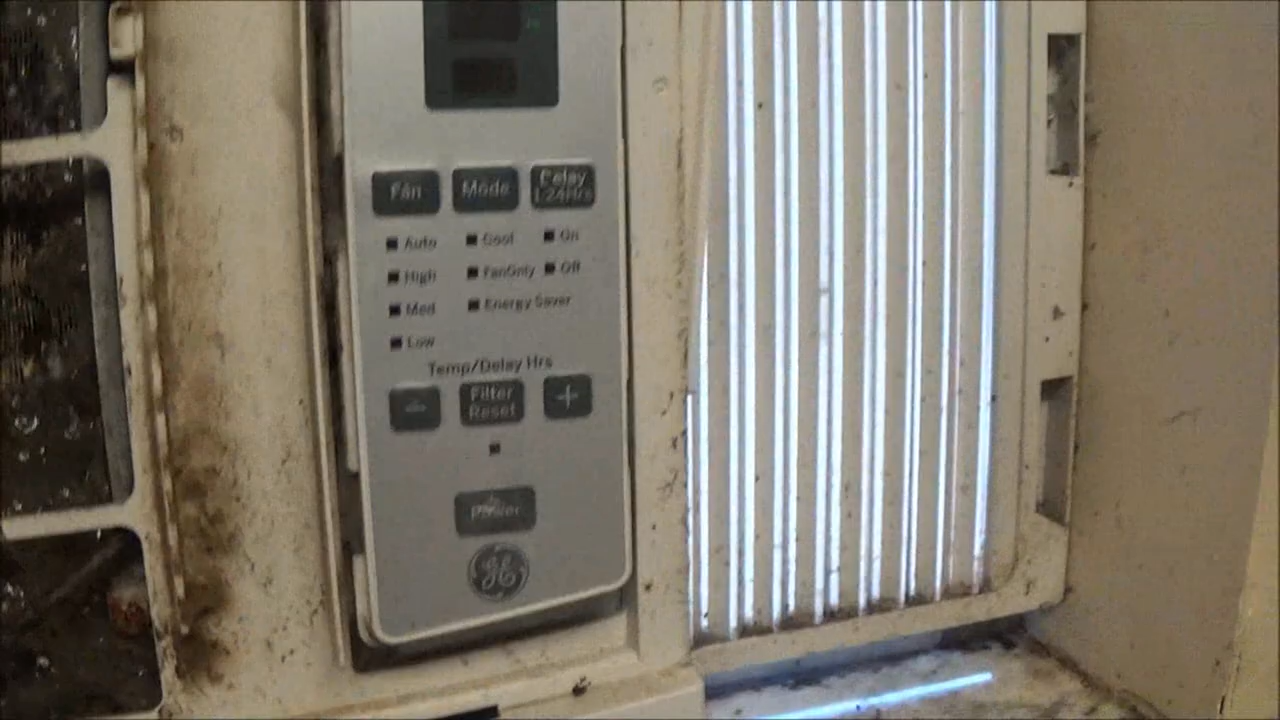 Fan Mode Delay
1-24Hrs
Auto Cool On
High FanOnly Off
Med Energy Saver
Low
Temp/Delay Hrs
- Filter +
Reset
Power
GE